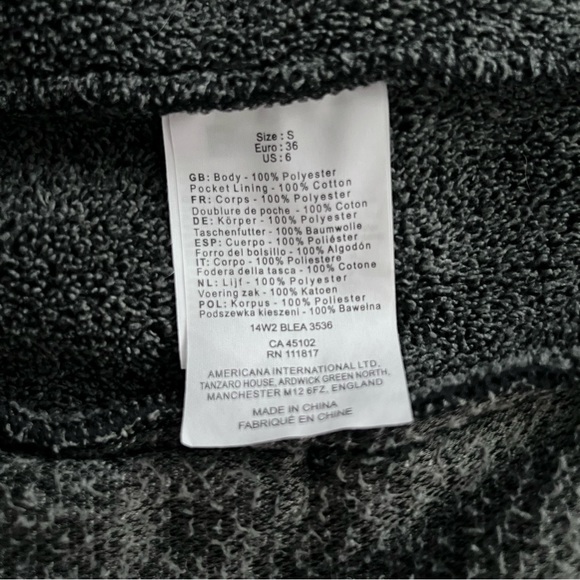 Size : S
Euro : 36
US : 6
GB: Body - 100% Polyester
Pocket Lining - 100% Cotton
FR: Corps - 100% Polyester
Doublure de poche - 100% Coton
DE: Körper - 100% Polyester
Taschenfutter - 100% Baumwolle
ESP: Cuerpo - 100% Poliéster
Forro del bolsillo - 100% Algodón
IT: Corpo - 100% Poliestere
Fodera della tasca - 100% Cotone
NL: Lijf - 100% Polyester
Voering zak - 100% Katoen
POL: Korpus - 100% Poliester
Podszewka kieszeni - 100% Bawełna
14W2 BLEA 3536
CA 45102
RN 111817
AMERICANA INTERNATIONAL LTD,
TANZARO HOUSE, ARDWICK GREEN NORTH,
MANCHESTER M12 6FZ, ENGLAND
MADE IN CHINA
FABRIQUÉ EN CHINE